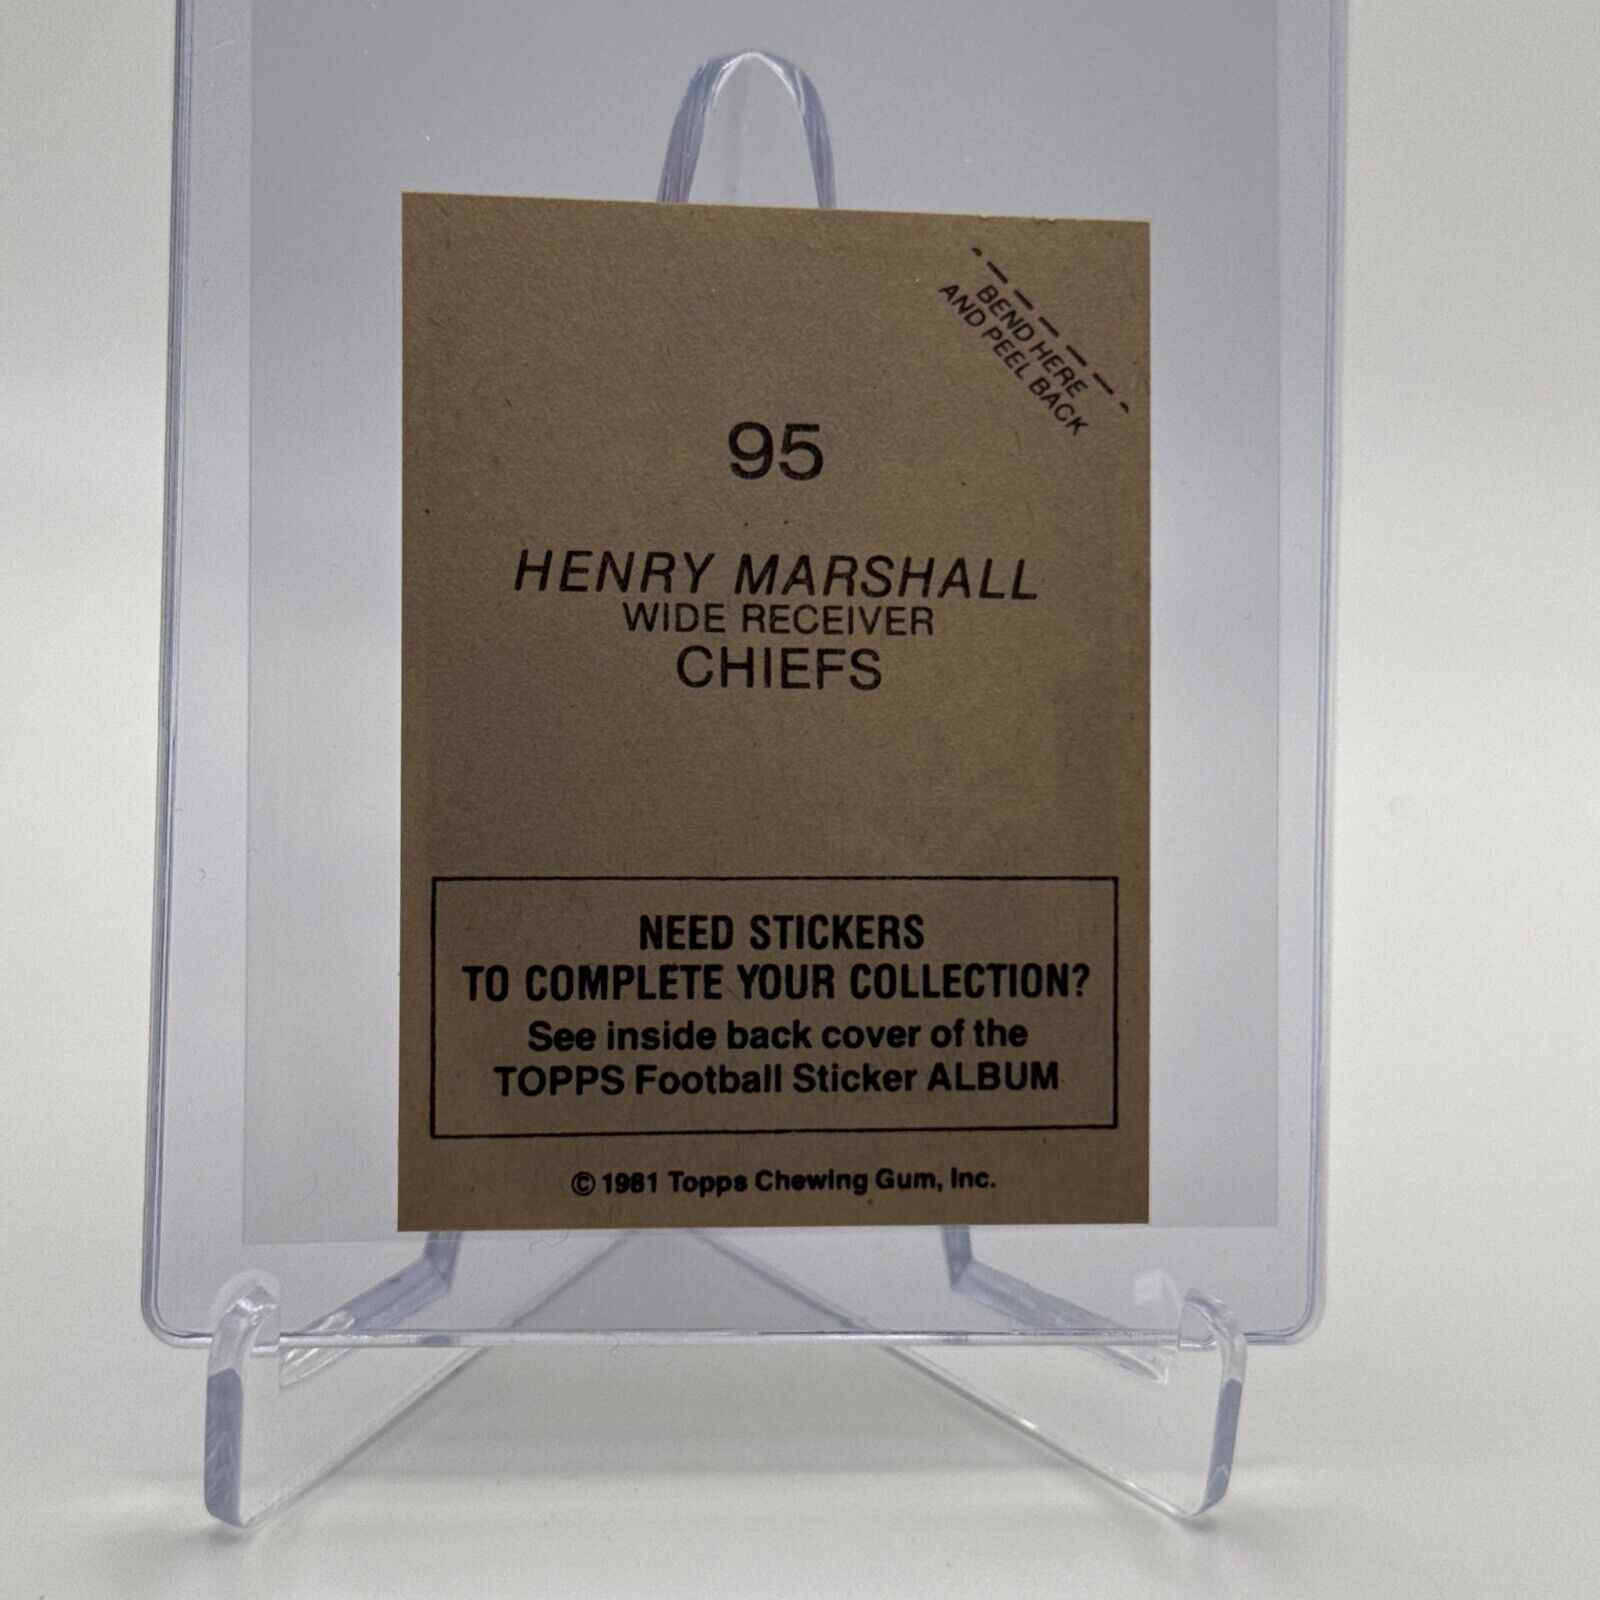 BEND HERE
AND PEEL BACK
95
HENRY MARSHALL
WIDE RECEIVER
CHIEFS
NEED STICKERS
TO COMPLETE YOUR COLLECTION?
See inside back cover of the
TOPPS Football Sticker ALBUM
© 1981 Topps Chewing Gum, Inc.